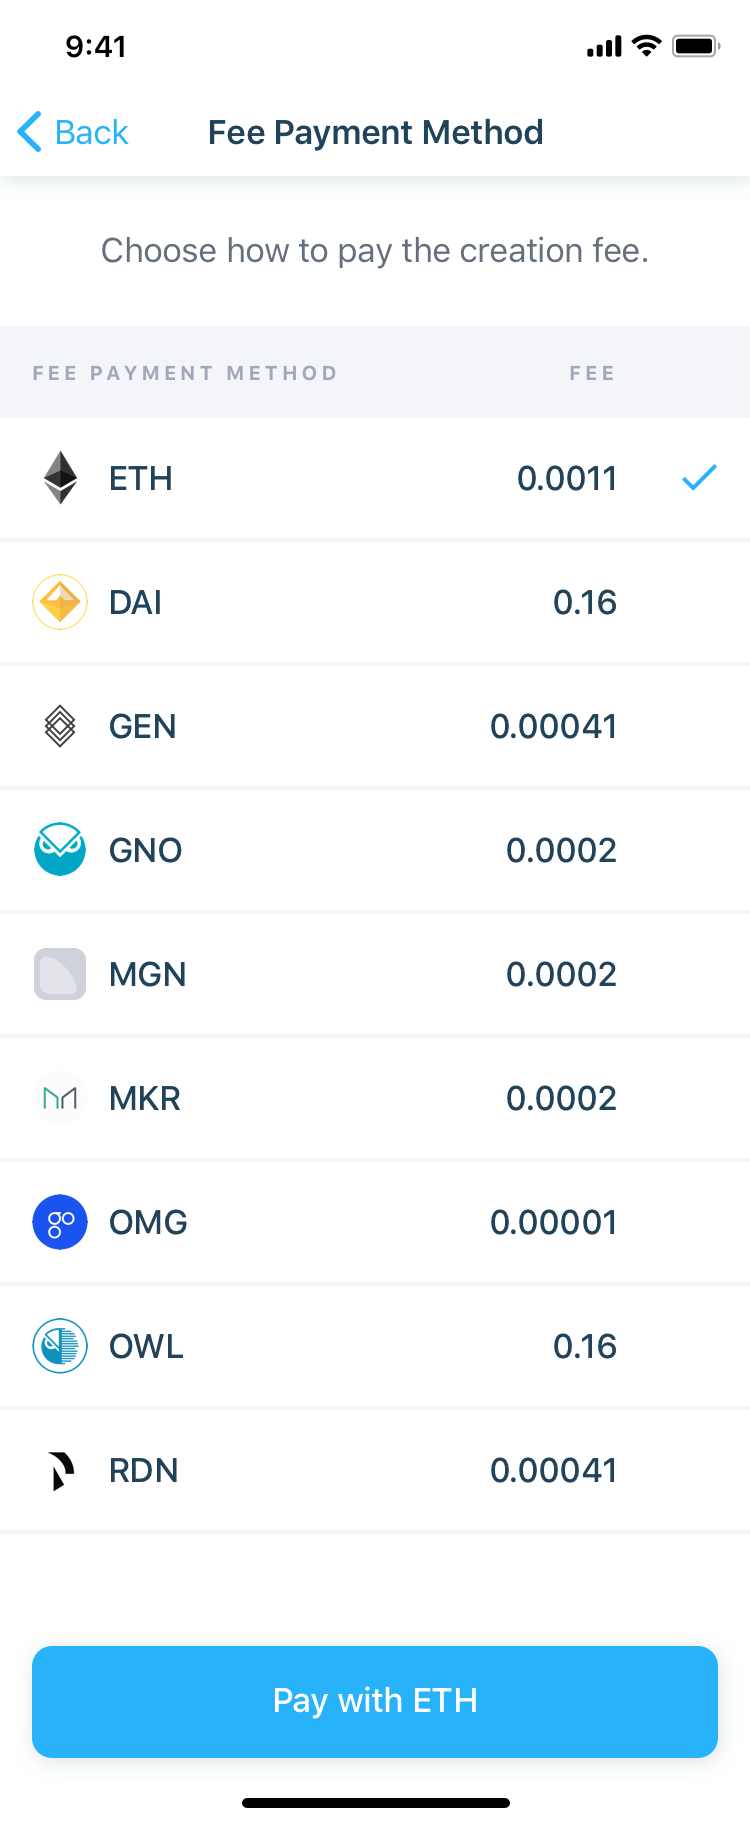 9:41
Back Fee Payment Method
Choose how to pay the creation fee.
FEE PAYMENT METHOD FEE
ETH 0.0011
DAI 0.16
GEN 0.00041
GNO 0.0002
MGN 0.0002
MKR 0.0002
OMG 0.00001
OWL 0.16
RDN 0.00041
Pay with ETH